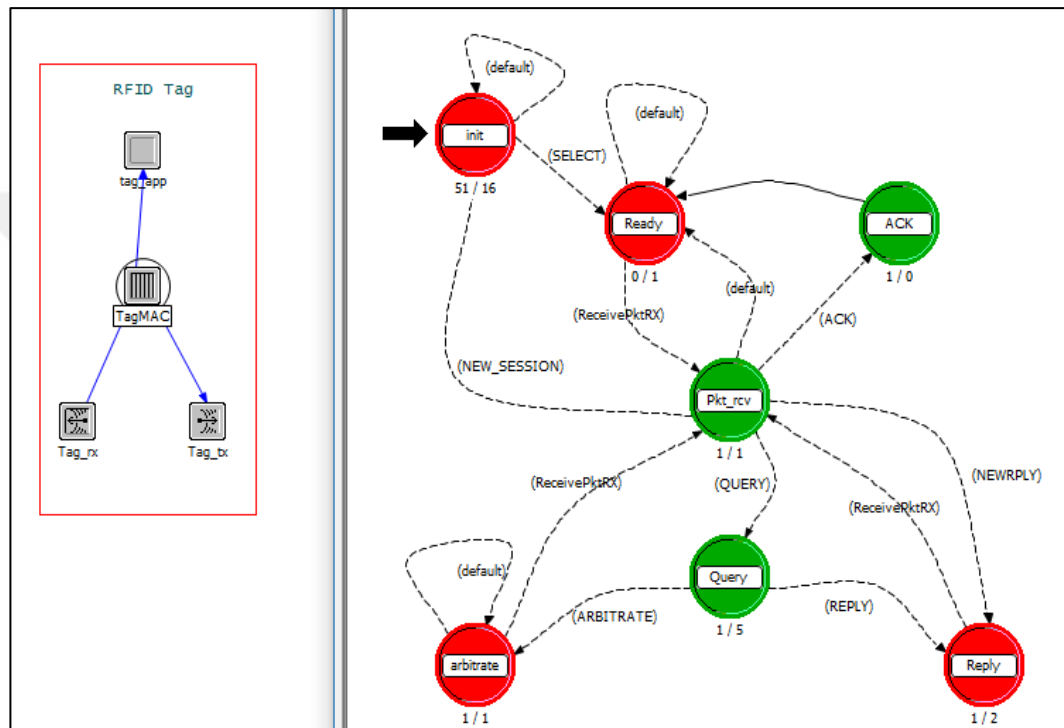 RFID Tag
tag_app
TagMAC
Tag_rx
Tag_tx
(default)
init
51 / 16
(SELECT)
(default)
Ready
0 / 1
ACK
1 / 0
(ReceivePktRX)
(default)
(ACK)
(NEW_SESSION)
Pkt_rcv
1 / 1
(ReceivePktRX)
(QUERY)
(NEWRPLY)
(ReceivePktRX)
(default)
Query
1 / 5
(ARBITRATE)
(REPLY)
arbitrate
1 / 1
Reply
1 / 2